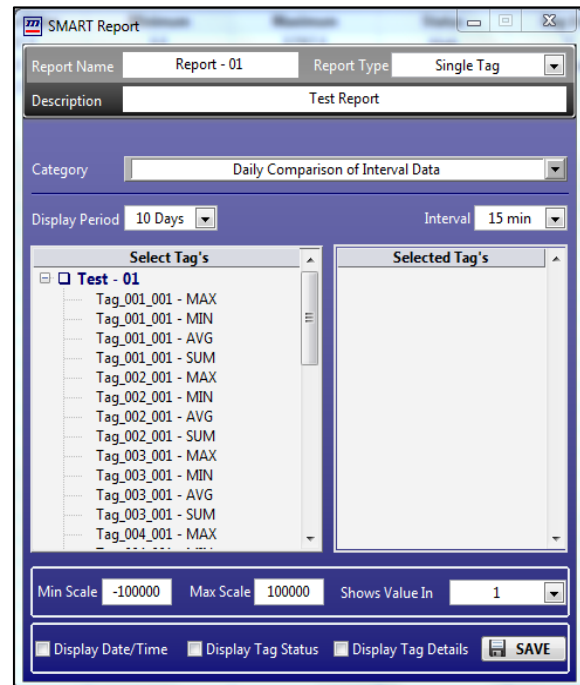 SMART Report
Report Name Report - 01 Report Type Single Tag
Description Test Report
Category Daily Comparison of Interval Data
Display Period 10 Days Interval 15 min
Select Tag's Selected Tag's
Test - 01
Tag_001_001 - MAX
Tag_001_001 - MIN
Tag_001_001 - AVG
Tag_001_001 - SUM
Tag_002_001 - MAX
Tag_002_001 - MIN
Tag_002_001 - AVG
Tag_002_001 - SUM
Tag_003_001 - MAX
Tag_003_001 - MIN
Tag_003_001 - AVG
Tag_003_001 - SUM
Tag_004_001 - MAX
Min Scale -100000 Max Scale 100000 Shows Value In 1
Display Date/Time Display Tag Status Display Tag Details SAVE